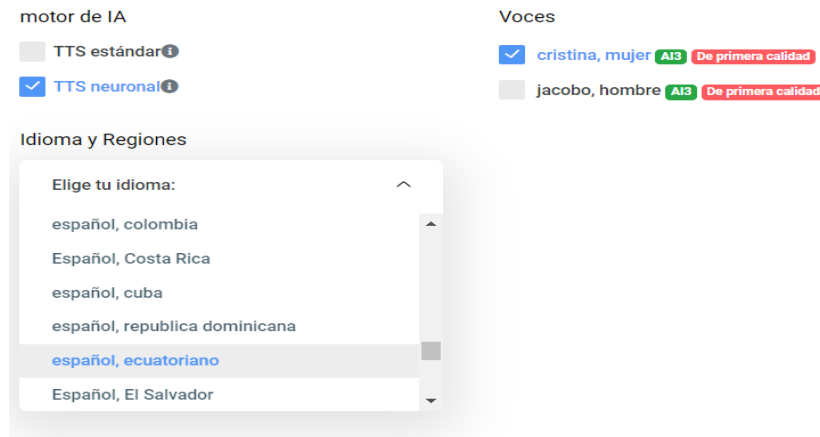 motor de IA
TTS estándar
TTS neuronal
Idioma y Regiones
Elige tu idioma:
español, colombia
Español, Costa Rica
español, cuba
español, republica dominicana
español, ecuatoriano
Español, El Salvador
Voces
cristina, mujer AI3 De primera calidad
jacobo, hombre AI3 De primera calidad